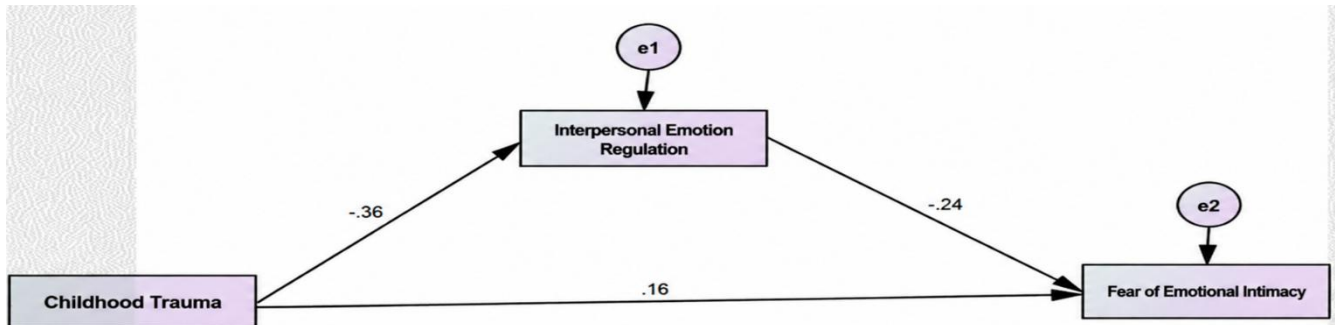 e1
Interpersonal Emotion
Regulation
-.36
-.24
e2
Childhood Trauma
.16
Fear of Emotional Intimacy